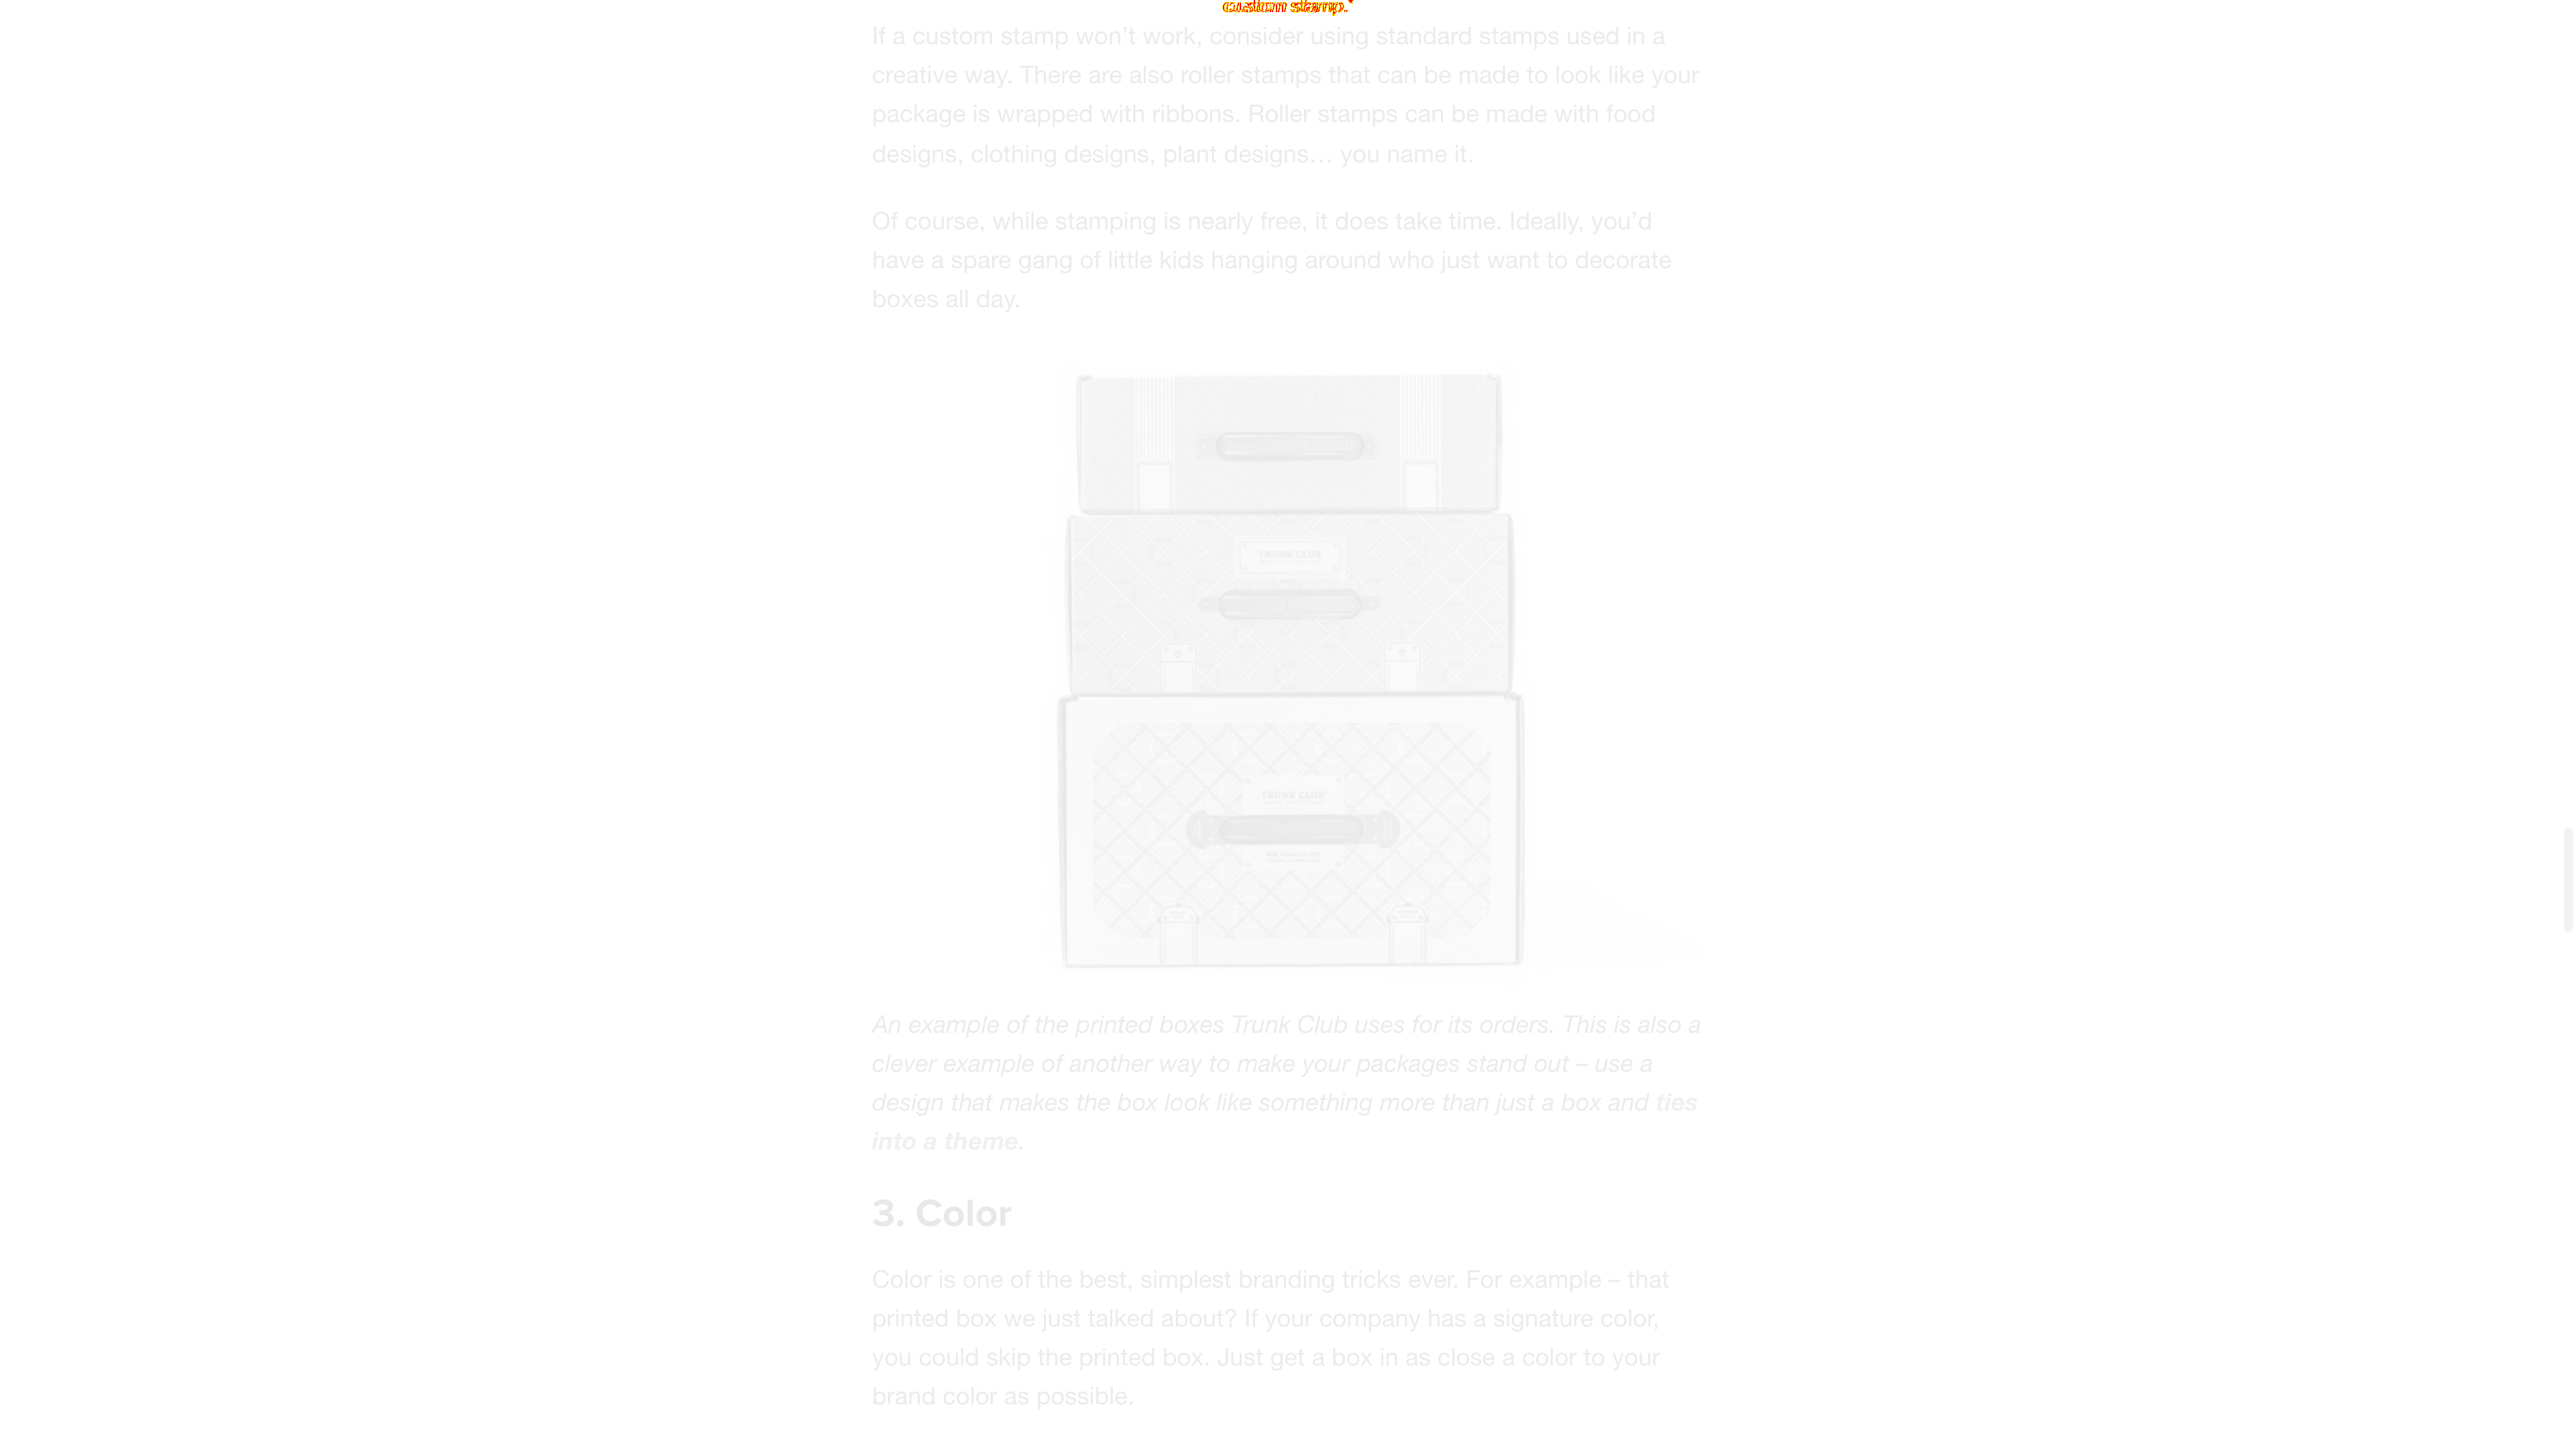 custom stamp.*
If a custom stamp won’t work, consider using standard stamps used in a
creative way. There are also roller stamps that can be made to look like your
package is wrapped with ribbons. Roller stamps can be made with food
designs, clothing designs, plant designs… you name it.
Of course, while stamping is nearly free, it does take time. Ideally, you’d
have a spare gang of little kids hanging around who just want to decorate
boxes all day.
TRUNK CLUB
TRUNK CLUB
An example of the printed boxes Trunk Club uses for its orders. This is also a
clever example of another way to make your packages stand out – use a
design that makes the box look like something more than just a box and ties
into a theme.
3. Color
Color is one of the best, simplest branding tricks ever. For example – that
printed box we just talked about? If your company has a signature color,
you could skip the printed box. Just get a box in as close a color to your
brand color as possible.